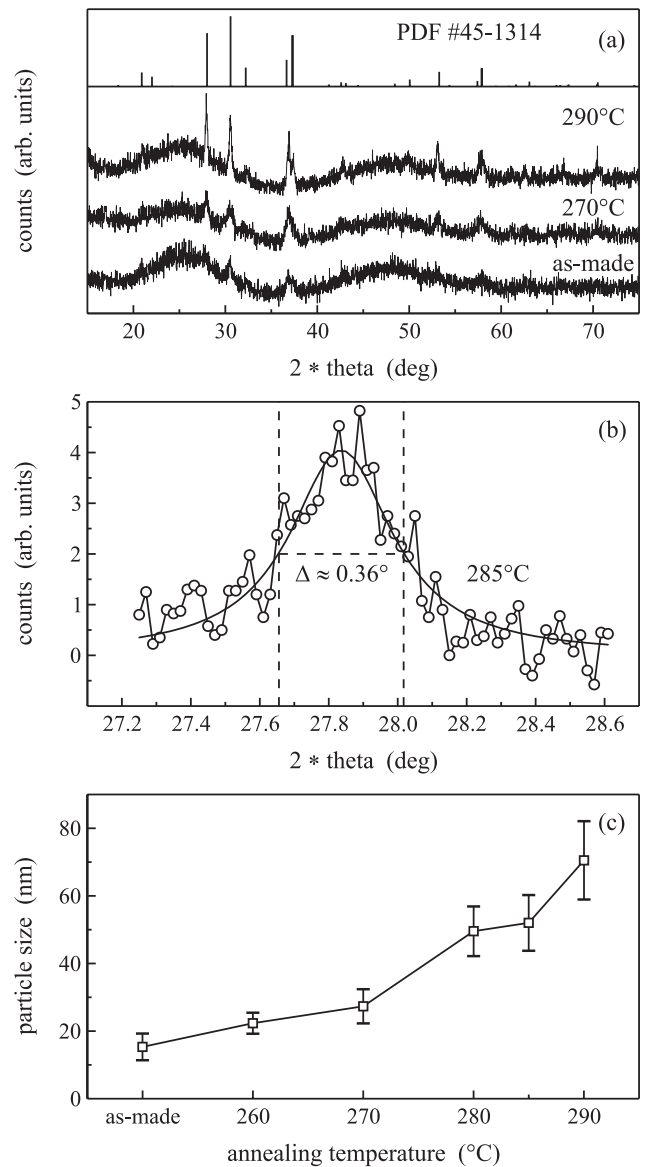 PDF #45-1314
(a)
290°C
270°C
as-made
counts (arb. units)
20 30 40 50 60 70
2 * theta (deg)
5
4
3
2
1
0
(b)
Δ ≈ 0.36°
285°C
counts (arb. units)
27.2 27.4 27.6 27.8 28.0 28.2 28.4 28.6
2 * theta (deg)
80
60
40
20
0
(c)
particle size (nm)
as-made 260 270 280 290
annealing temperature (°C)